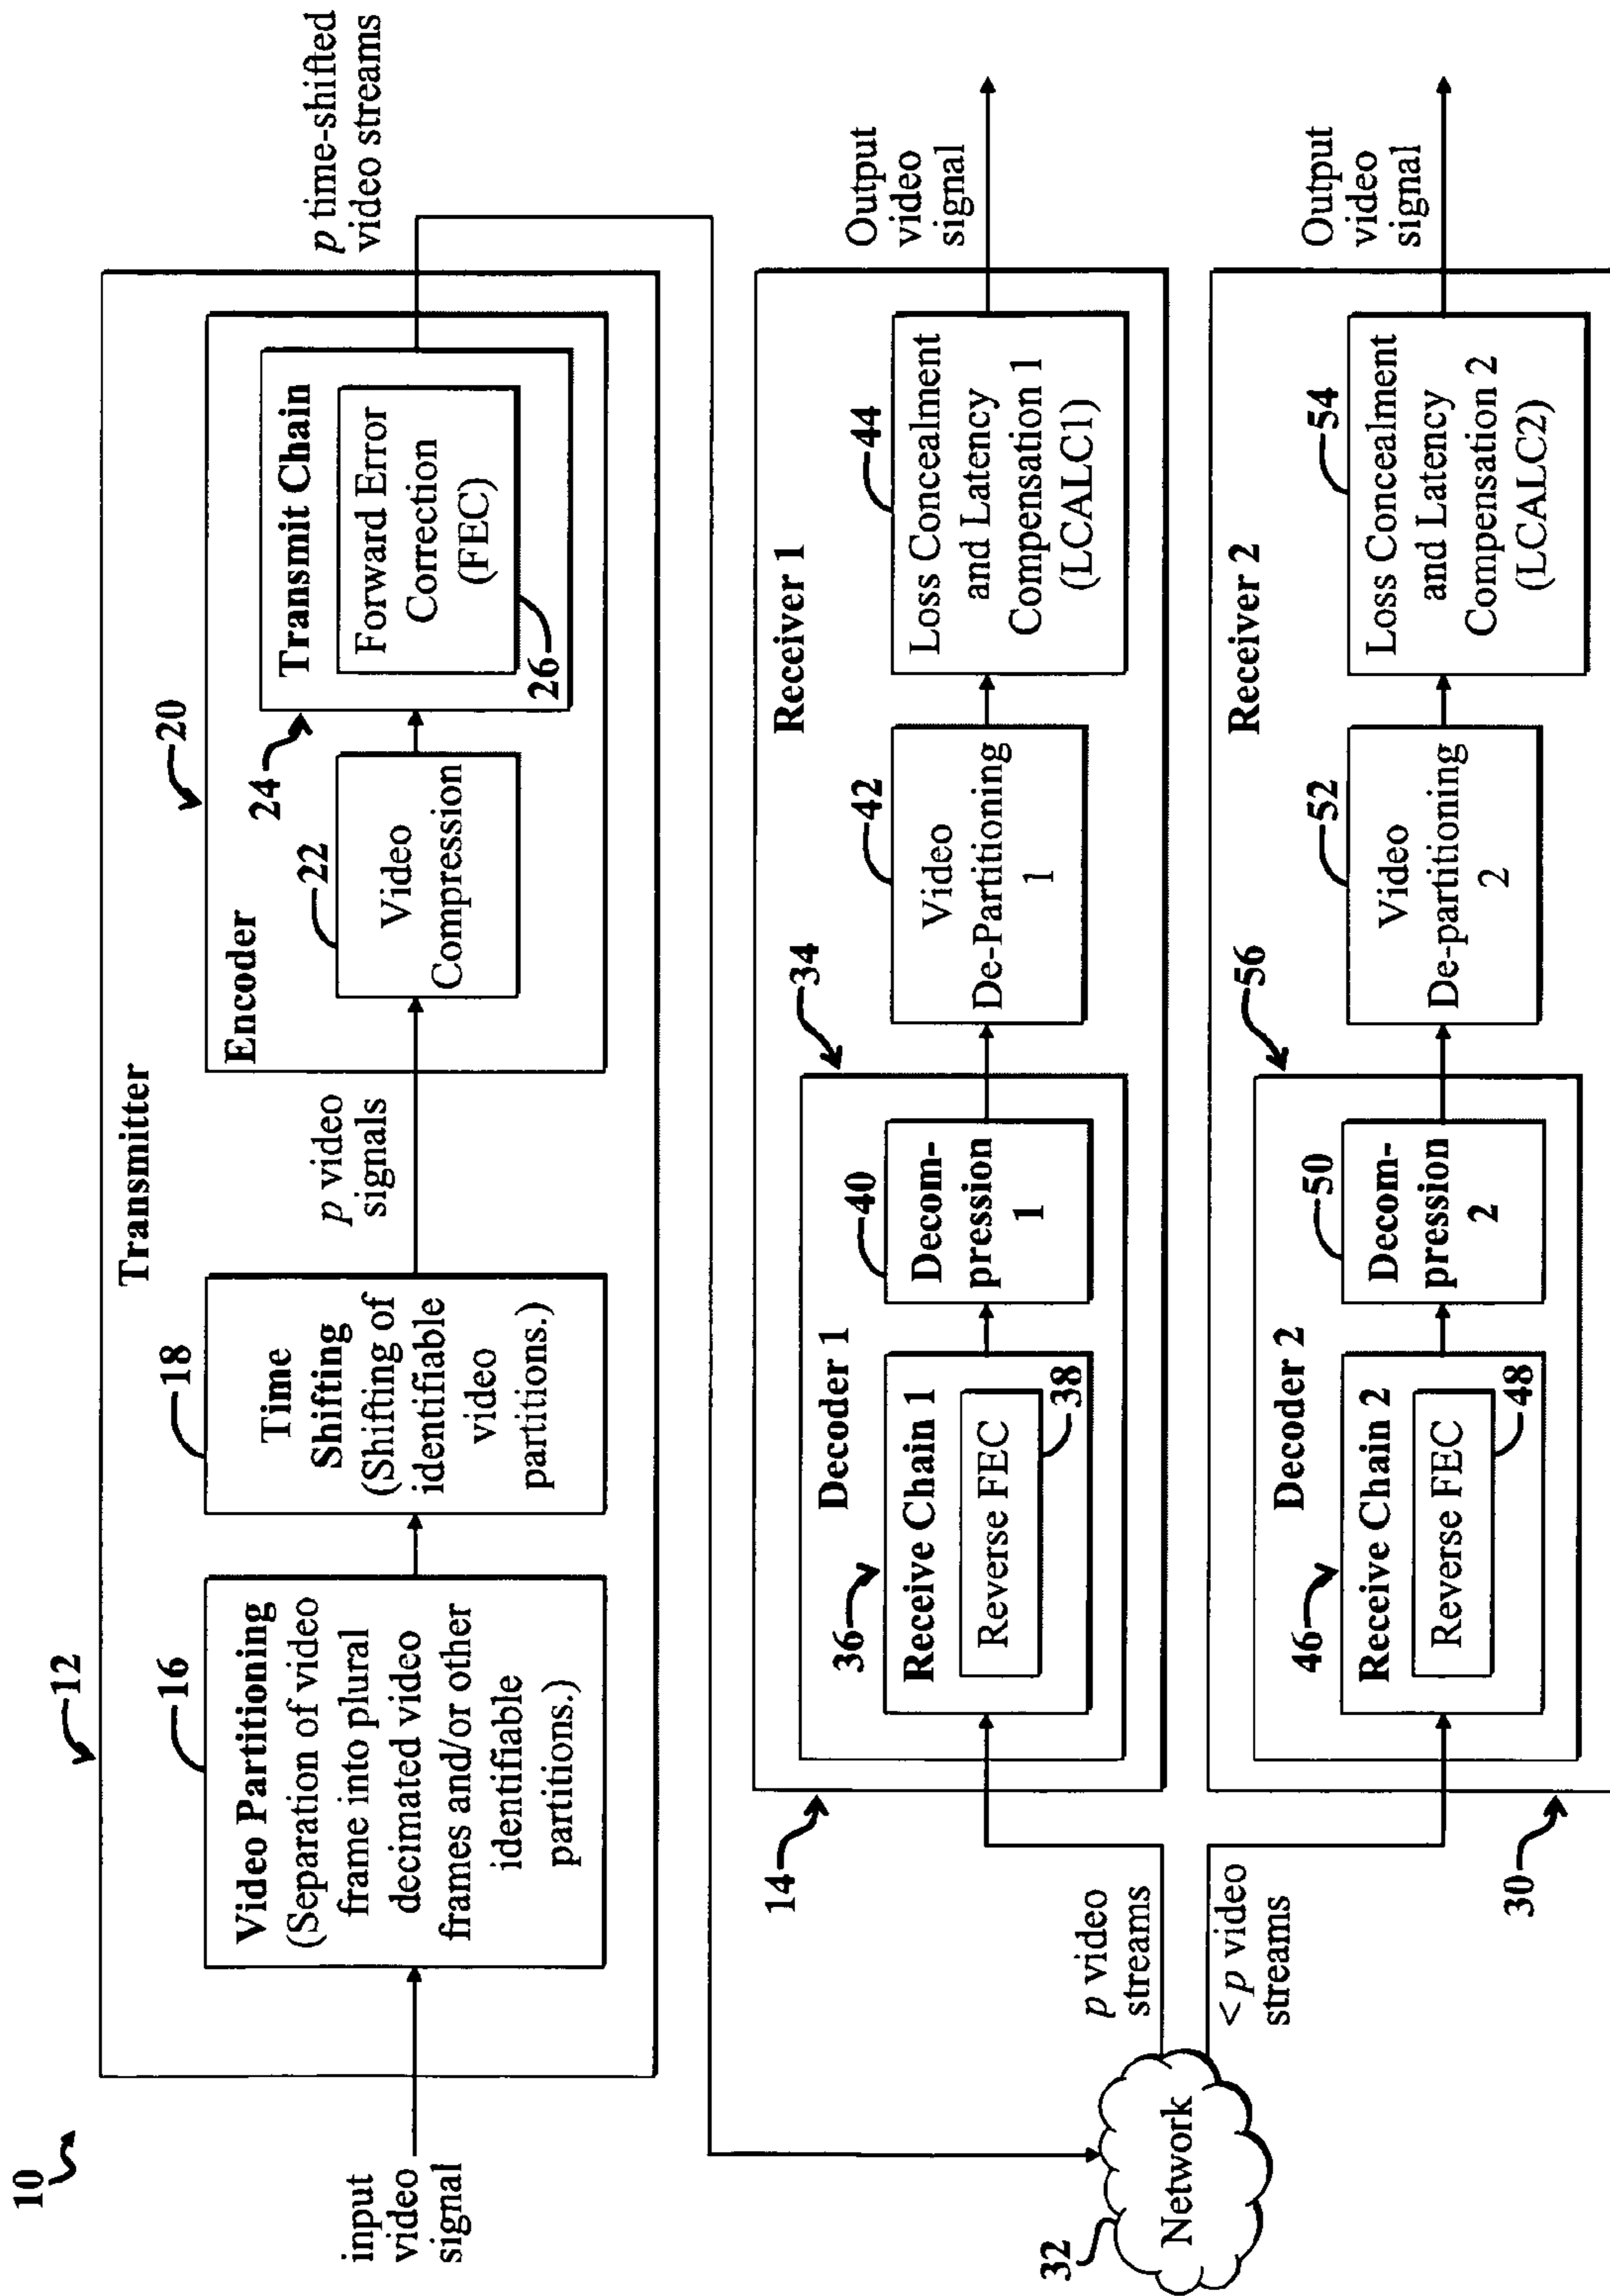 10
12
Transmitter
input
video
signal
16
Video Partitioning
(Separation of video
frame into plural
decimated video
frames and/or other
identifiable
partitions.)
18
Time
Shifting
(Shifting of
identifiable
video
partitions.)
p video
signals
20
Encoder
22
Video
Compression
24
Transmit Chain
Forward Error
Correction
(FEC)
26
p time-shifted
video streams
32
Network
p video
streams
< p video
streams
14
Receiver 1
34
Decoder 1
36
Receive Chain 1
Reverse FEC
38
40
Decom-
pression
1
42
Video
De-Partitioning
1
44
Loss Concealment
and Latency
Compensation 1
(LCALC1)
Output
video
signal
30
Receiver 2
56
Decoder 2
46
Receive Chain 2
Reverse FEC
48
50
Decom-
pression
2
52
Video
De-partitioning
2
54
Loss Concealment
and Latency
Compensation 2
(LCALC2)
Output
video
signal